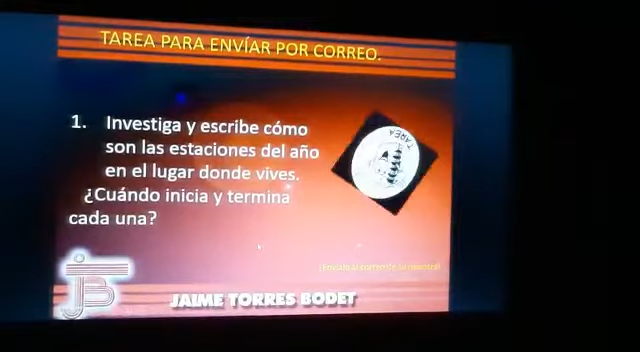 TAREA PARA ENVÍAR POR CORREO.
1. Investiga y escribe cómo
son las estaciones del año
en el lugar donde vives.
¿Cuándo inicia y termina
cada una?
TAREA
JB
JAIME TORRES BODET